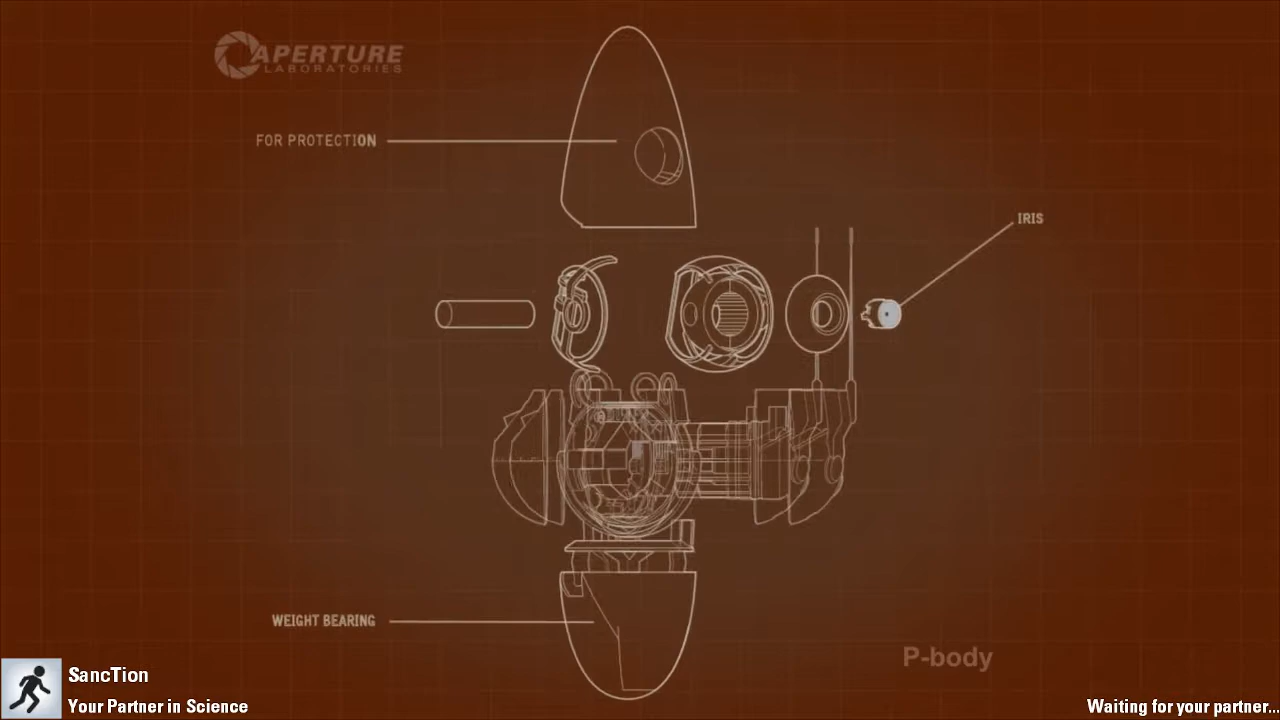 APERTURE
LABORATORIES
FOR PROTECTION
IRIS
WEIGHT BEARING
P-body
SancTion
Your Partner in Science
Waiting for your partner...